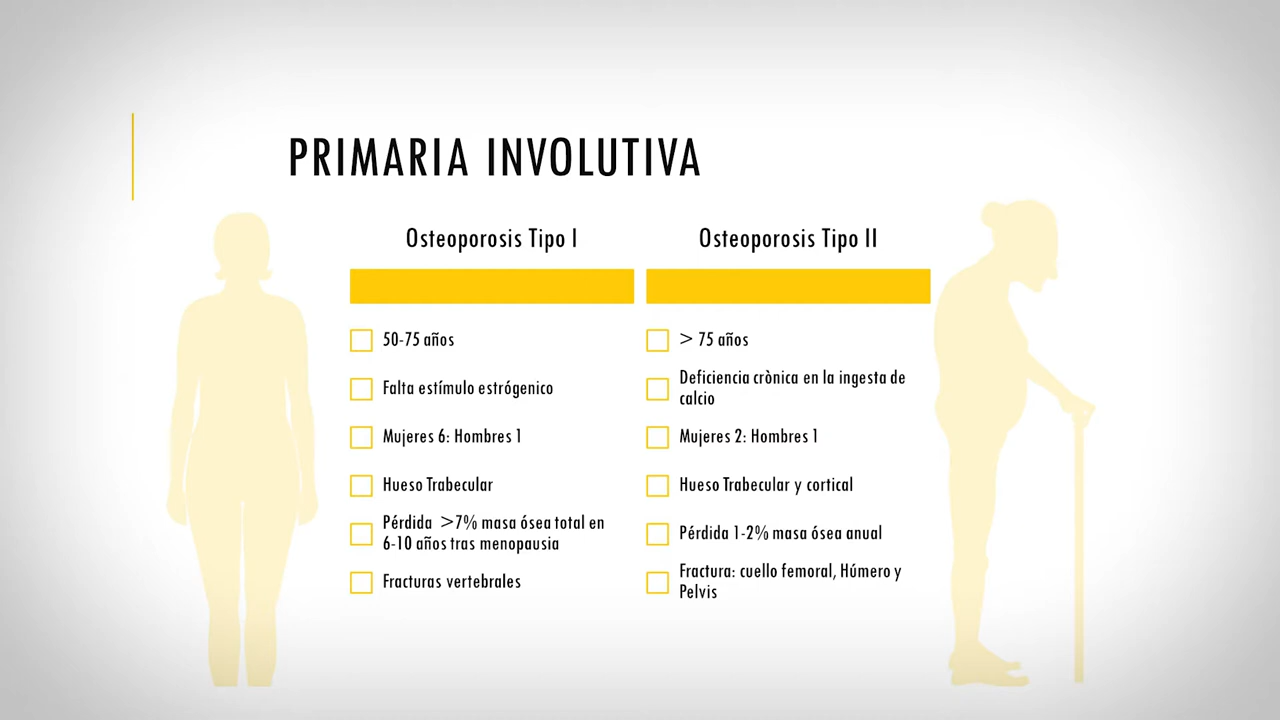 PRIMARIA INVOLUTIVA
Osteoporosis Tipo I
50-75 años
Falta estímulo estrógenico
Mujeres 6: Hombres 1
Hueso Trabecular
Pérdida >7% masa ósea total en
6-10 años tras menopausia
Fracturas vertebrales
Osteoporosis Tipo II
> 75 años
Deficiencia crònica en la ingesta de
calcio
Mujeres 2: Hombres 1
Hueso Trabecular y cortical
Pérdida 1-2% masa ósea anual
Fractura: cuello femoral, Húmero y
Pelvis